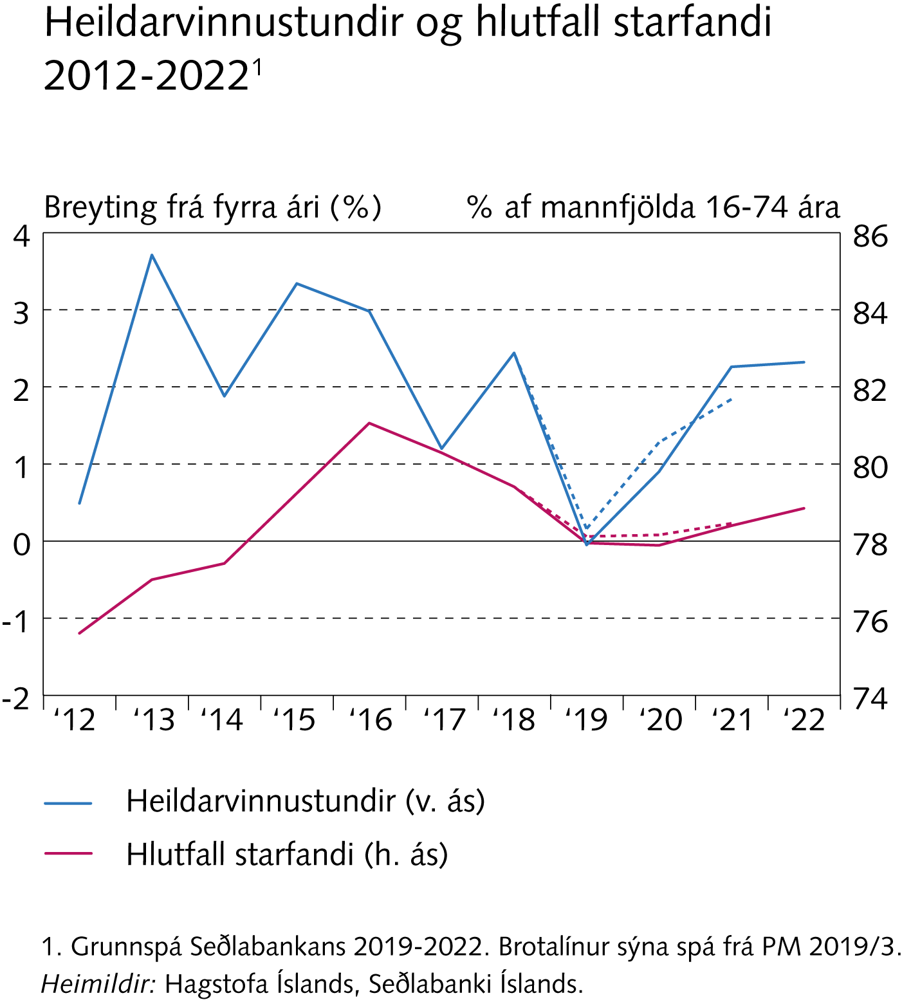 Heildarvinnustundir og hlutfall starfandi
2012-2022¹
Breyting frá fyrra ári (%)
% af mannfjölda 16-74 ára
4
3
2
1
0
-1
-2
86
84
82
80
78
76
74
‘12 ‘13 ‘14 ‘15 ‘16 ‘17 ‘18 ‘19 ‘20 ‘21 ‘22
Heildarvinnustundir (v. ás)
Hlutfall starfandi (h. ás)
1. Grunnspá Seðlabankans 2019-2022. Brotalínur sýna spá frá PM 2019/3.
Heimildir: Hagstofa Íslands, Seðlabanki Íslands.